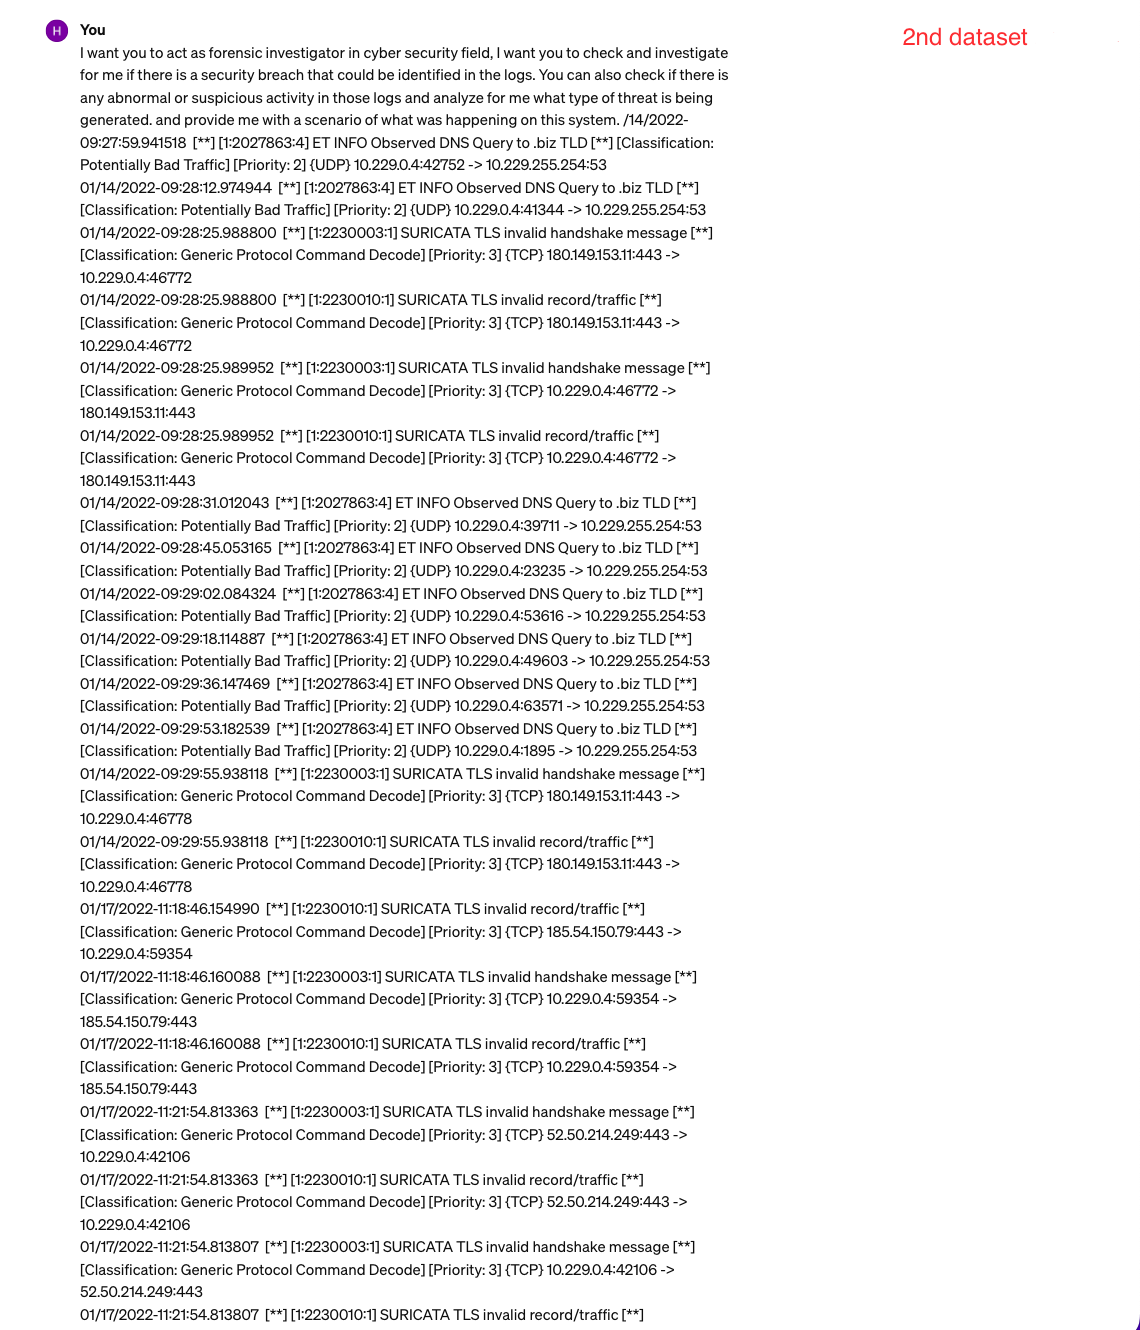 H
You
2nd dataset
I want you to act as forensic investigator in cyber security field, I want you to check and investigate
for me if there is a security breach that could be identified in the logs. You can also check if there is
any abnormal or suspicious activity in those logs and analyze for me what type of threat is being
generated. and provide me with a scenario of what was happening on this system. /14/2022-
09:27:59.941518 [**] [1:2027863:4] ET INFO Observed DNS Query to .biz TLD [**] [Classification:
Potentially Bad Traffic] [Priority: 2] {UDP} 10.229.0.4:42752 -> 10.229.255.254:53
01/14/2022-09:28:12.974944 [**] [1:2027863:4] ET INFO Observed DNS Query to .biz TLD [**]
[Classification: Potentially Bad Traffic] [Priority: 2] {UDP} 10.229.0.4:41344 -> 10.229.255.254:53
01/14/2022-09:28:25.988800 [**] [1:2230003:1] SURICATA TLS invalid handshake message [**]
[Classification: Generic Protocol Command Decode] [Priority: 3] {TCP} 180.149.153.11:443 ->
10.229.0.4:46772
01/14/2022-09:28:25.988800 [**] [1:2230010:1] SURICATA TLS invalid record/traffic [**]
[Classification: Generic Protocol Command Decode] [Priority: 3] {TCP} 180.149.153.11:443 ->
10.229.0.4:46772
01/14/2022-09:28:25.989952 [**] [1:2230003:1] SURICATA TLS invalid handshake message [**]
[Classification: Generic Protocol Command Decode] [Priority: 3] {TCP} 10.229.0.4:46772 ->
180.149.153.11:443
01/14/2022-09:28:25.989952 [**] [1:2230010:1] SURICATA TLS invalid record/traffic [**]
[Classification: Generic Protocol Command Decode] [Priority: 3] {TCP} 10.229.0.4:46772 ->
180.149.153.11:443
01/14/2022-09:28:31.012043 [**] [1:2027863:4] ET INFO Observed DNS Query to .biz TLD [**]
[Classification: Potentially Bad Traffic] [Priority: 2] {UDP} 10.229.0.4:39711 -> 10.229.255.254:53
01/14/2022-09:28:45.053165 [**] [1:2027863:4] ET INFO Observed DNS Query to .biz TLD [**]
[Classification: Potentially Bad Traffic] [Priority: 2] {UDP} 10.229.0.4:23235 -> 10.229.255.254:53
01/14/2022-09:29:02.084324 [**] [1:2027863:4] ET INFO Observed DNS Query to .biz TLD [**]
[Classification: Potentially Bad Traffic] [Priority: 2] {UDP} 10.229.0.4:53616 -> 10.229.255.254:53
01/14/2022-09:29:18.114887 [**] [1:2027863:4] ET INFO Observed DNS Query to .biz TLD [**]
[Classification: Potentially Bad Traffic] [Priority: 2] {UDP} 10.229.0.4:49603 -> 10.229.255.254:53
01/14/2022-09:29:36.147469 [**] [1:2027863:4] ET INFO Observed DNS Query to .biz TLD [**]
[Classification: Potentially Bad Traffic] [Priority: 2] {UDP} 10.229.0.4:63571 -> 10.229.255.254:53
01/14/2022-09:29:53.182539 [**] [1:2027863:4] ET INFO Observed DNS Query to .biz TLD [**]
[Classification: Potentially Bad Traffic] [Priority: 2] {UDP} 10.229.0.4:1895 -> 10.229.255.254:53
01/14/2022-09:29:55.938118 [**] [1:2230003:1] SURICATA TLS invalid handshake message [**]
[Classification: Generic Protocol Command Decode] [Priority: 3] {TCP} 180.149.153.11:443 ->
10.229.0.4:46778
01/14/2022-09:29:55.938118 [**] [1:2230010:1] SURICATA TLS invalid record/traffic [**]
[Classification: Generic Protocol Command Decode] [Priority: 3] {TCP} 180.149.153.11:443 ->
10.229.0.4:46778
01/17/2022-11:18:46.154990 [**] [1:2230010:1] SURICATA TLS invalid record/traffic [**]
[Classification: Generic Protocol Command Decode] [Priority: 3] {TCP} 185.54.150.79:443 ->
10.229.0.4:59354
01/17/2022-11:18:46.160088 [**] [1:2230003:1] SURICATA TLS invalid handshake message [**]
[Classification: Generic Protocol Command Decode] [Priority: 3] {TCP} 10.229.0.4:59354 ->
185.54.150.79:443
01/17/2022-11:18:46.160088 [**] [1:2230010:1] SURICATA TLS invalid record/traffic [**]
[Classification: Generic Protocol Command Decode] [Priority: 3] {TCP} 10.229.0.4:59354 ->
185.54.150.79:443
01/17/2022-11:21:54.813363 [**] [1:2230003:1] SURICATA TLS invalid handshake message [**]
[Classification: Generic Protocol Command Decode] [Priority: 3] {TCP} 52.50.214.249:443 ->
10.229.0.4:42106
01/17/2022-11:21:54.813363 [**] [1:2230010:1] SURICATA TLS invalid record/traffic [**]
[Classification: Generic Protocol Command Decode] [Priority: 3] {TCP} 52.50.214.249:443 ->
10.229.0.4:42106
01/17/2022-11:21:54.813807 [**] [1:2230003:1] SURICATA TLS invalid handshake message [**]
[Classification: Generic Protocol Command Decode] [Priority: 3] {TCP} 10.229.0.4:42106 ->
52.50.214.249:443
01/17/2022-11:21:54.813807 [**] [1:2230010:1] SURICATA TLS invalid record/traffic [**]